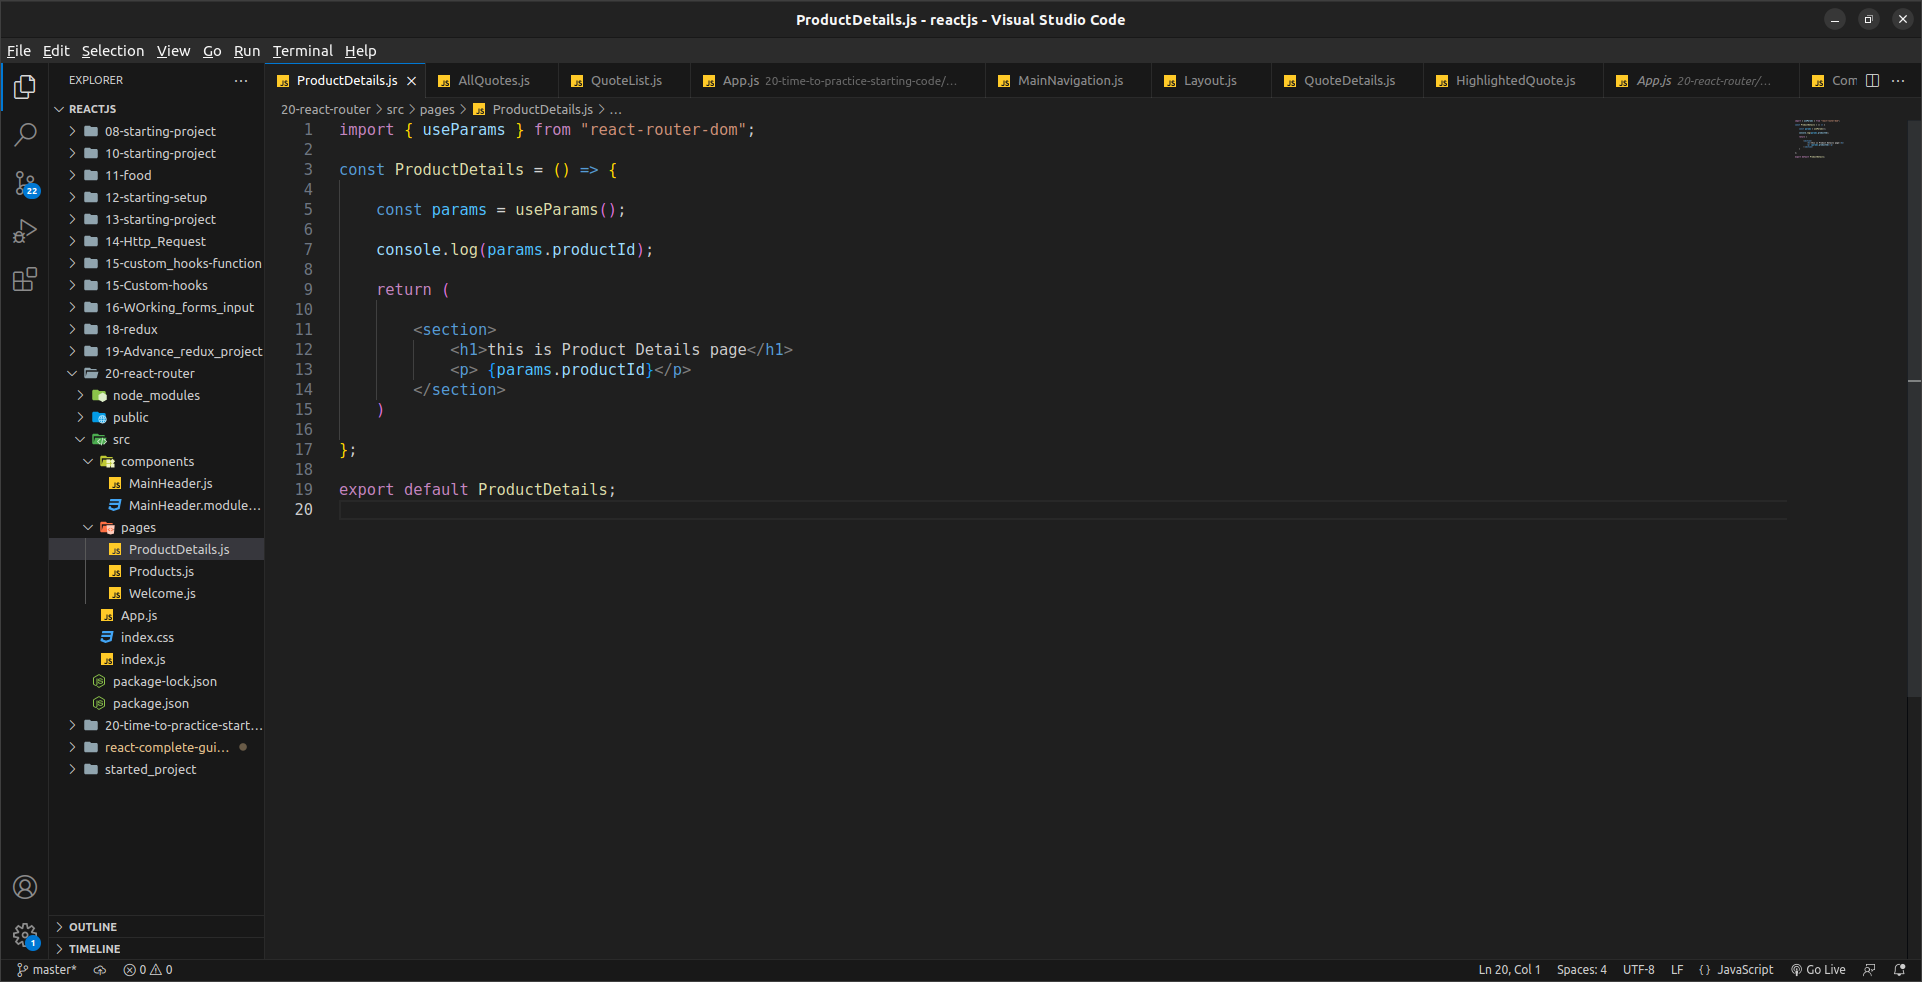 ProductDetails.js - reactjs - Visual Studio Code
File Edit Selection View Go Run Terminal Help
EXPLORER
ProductDetails.js
AllQuotes.js
QuoteList.js
App.js 20-time-to-practice-starting-code/...
MainNavigation.js
Layout.js
QuoteDetails.js
HighlightedQuote.js
App.js 20-react-router/...
Com
REACTJS
08-starting-project
10-starting-project
11-food
12-starting-setup
13-starting-project
14-Http_Request
15-custom_hooks-function
15-Custom-hooks
16-WOrking_forms_input
18-redux
19-Advance_redux_project
20-react-router
node_modules
public
src
components
MainHeader.js
MainHeader.module...
pages
ProductDetails.js
Products.js
Welcome.js
App.js
index.css
index.js
package-lock.json
package.json
20-time-to-practice-start...
react-complete-gui...
started_project
OUTLINE
TIMELINE
22
1
20-react-router > src > pages > ProductDetails.js > ...
1 import { useParams } from "react-router-dom";
2
3 const ProductDetails = () => {
4
5 const params = useParams();
6
7 console.log(params.productId);
8
9 return (
10
11 <section>
12 <h1>this is Product Details page</h1>
13 <p> {params.productId}</p>
14 </section>
15 )
16
17 };
18
19 export default ProductDetails;
20
master* 0 0 Ln 20, Col 1 Spaces: 4 UTF-8 LF { } JavaScript Go Live